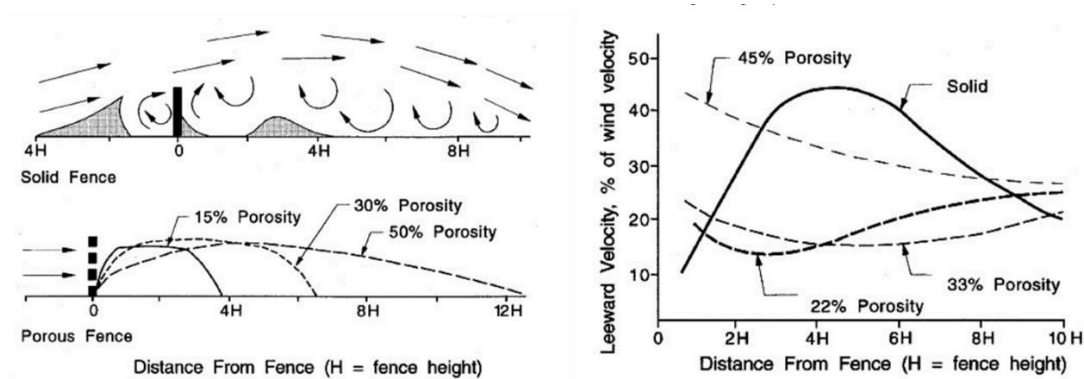 4H
0
4H
8H
Solid Fence
15% Porosity
30% Porosity
50% Porosity
0
4H
8H
12H
Porous Fence
Distance From Fence (H = fence height)
Leeward Velocity, % of wind velocity
50
40
30
20
10
45% Porosity
Solid
33% Porosity
22% Porosity
0
2H
4H
6H
8H
10 H
Distance From Fence (H = fence height)